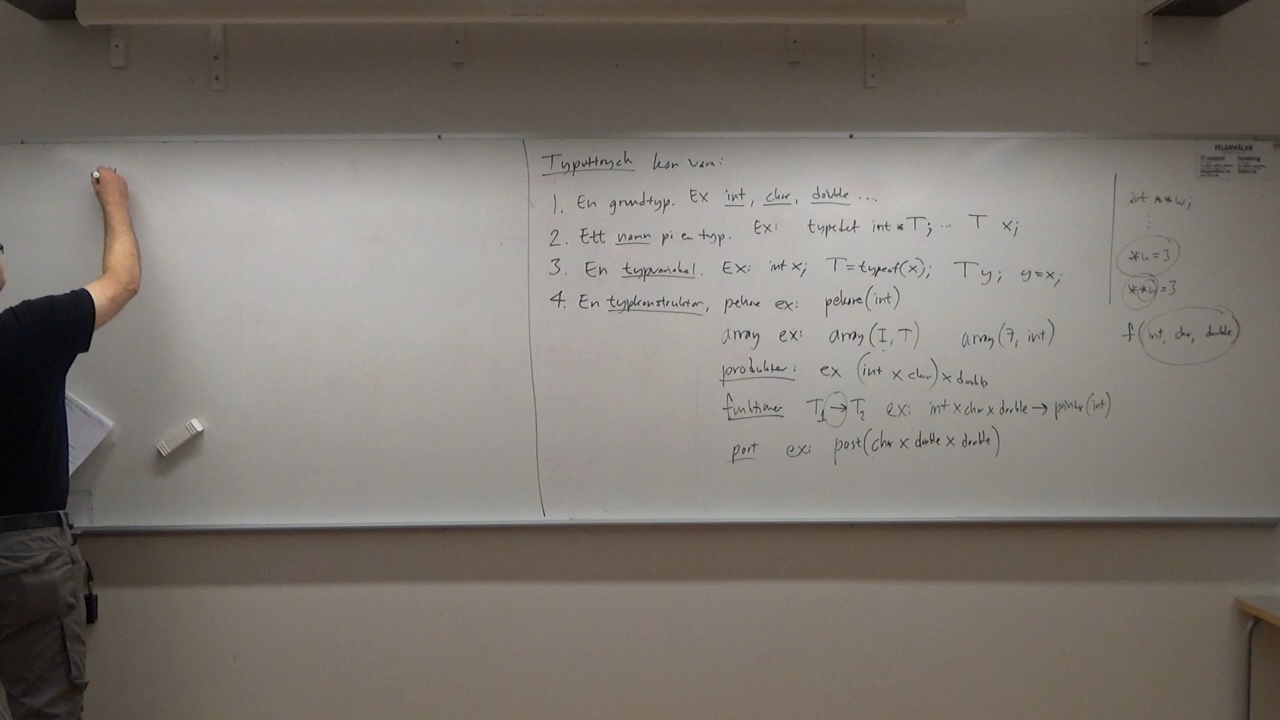 Typuttryck kan vara:
1. En grundtyp. Ex int, char, double ...
2. Ett namn på en typ. Ex: typedef int * T; ... T x;
3. En typvariabel. Ex: int x; T=typeof(x); T y; y=x;
4. En typkonstruktor, pekare ex: pekare(int)
array ex: array(I, T) array(7, int)
produkter: ex (int x char) x double
funktioner T1 → T2 ex: int x char x double → pointer(int)
post ex: post(char x double x double)
int **u;
:
*u=3
**u=3
f(int, char, double)
FELANMÄLAN